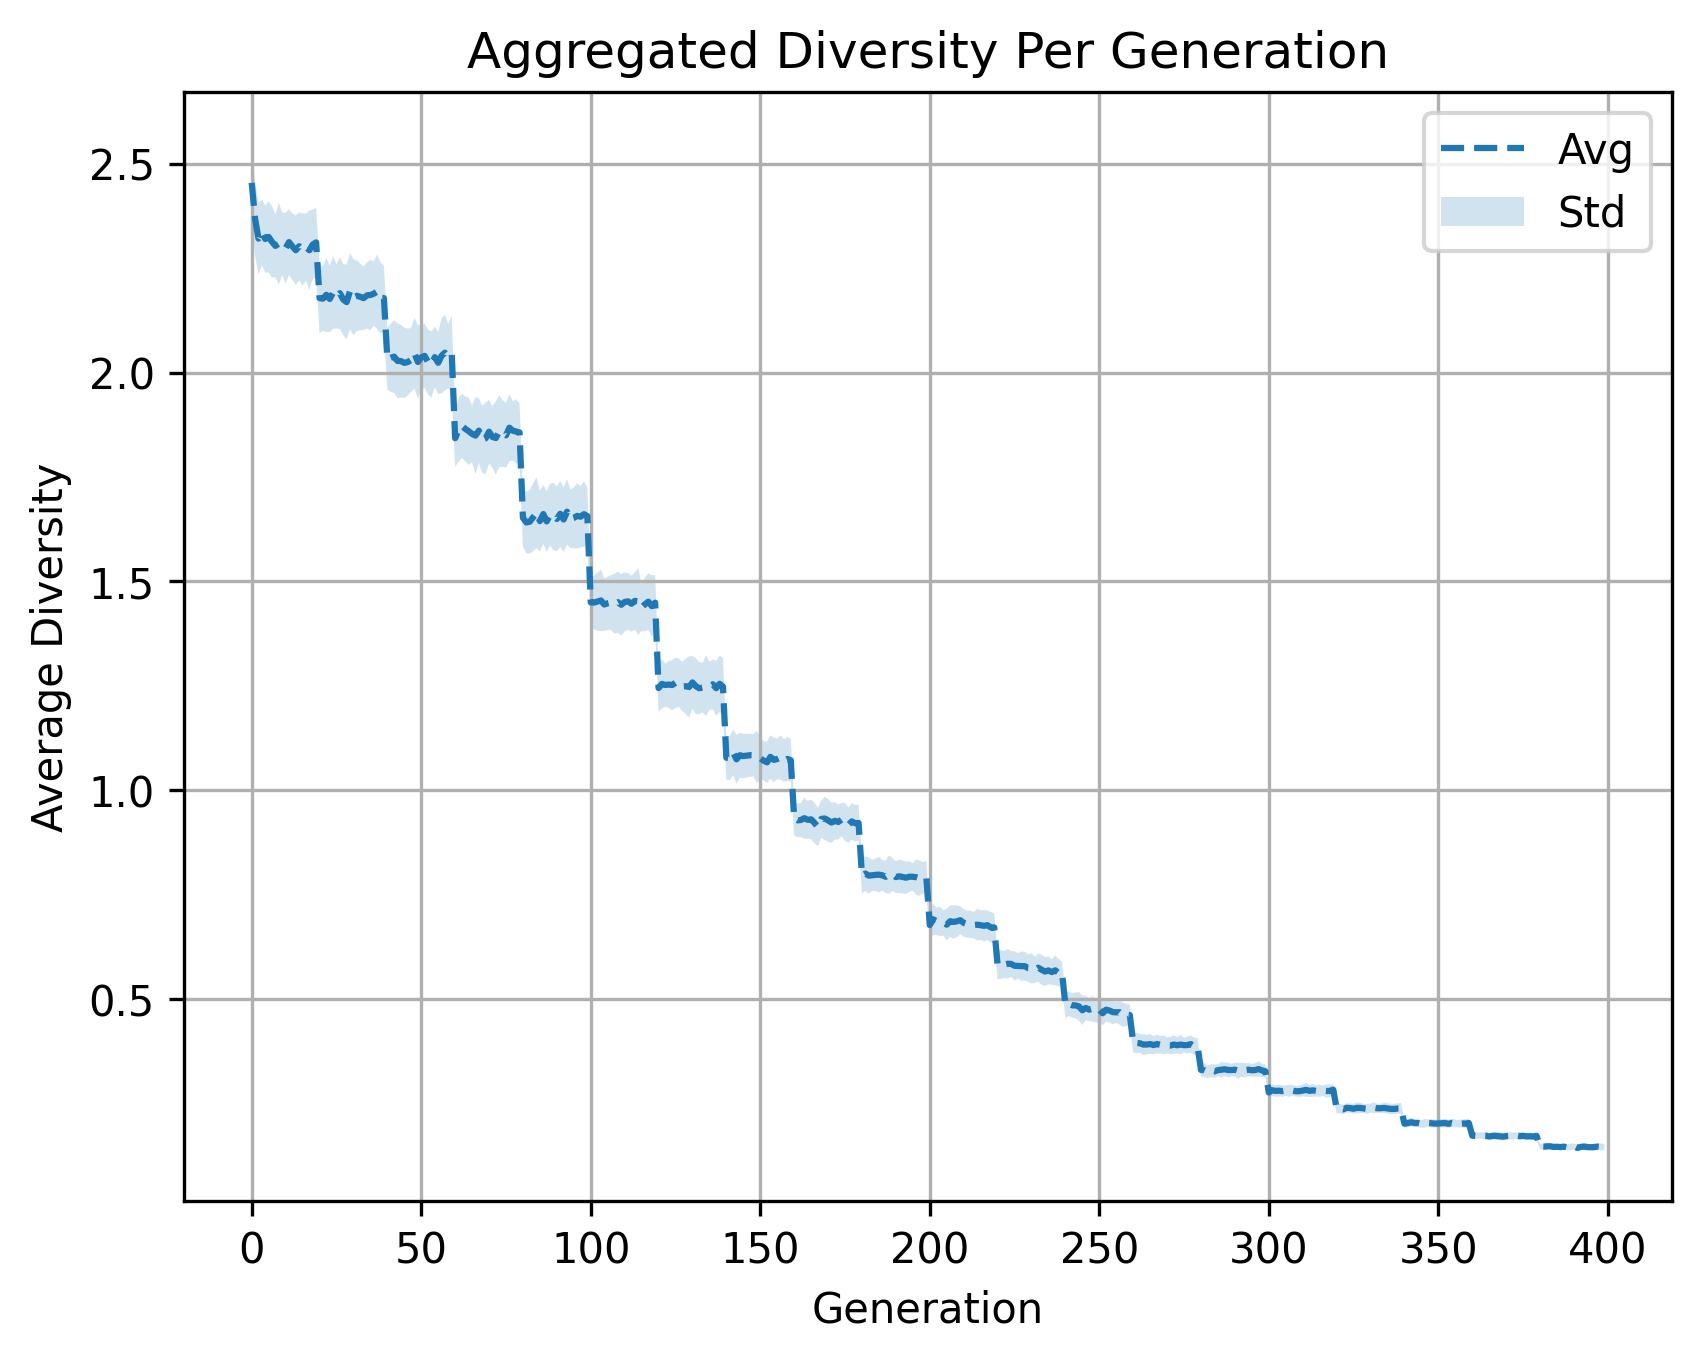 Aggregated Diversity Per Generation
Avg
Std
2.5
2.0
1.5
1.0
0.5
Average Diversity
0 50 100 150 200 250 300 350 400
Generation